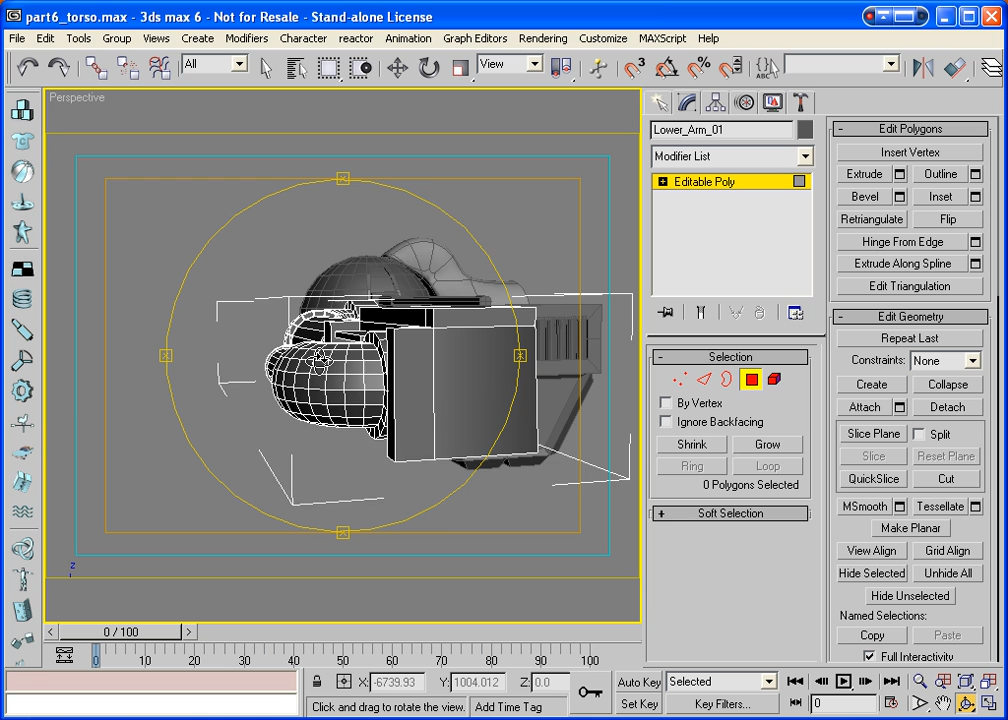 part6_torso.max - 3ds max 6 - Not for Resale - Stand-alone License
File Edit Tools Group Views Create Modifiers Character reactor Animation Graph Editors Rendering Customize MAXScript Help
All
View
3
%
ABC
Perspective
Lower_Arm_01
Modifier List
Editable Poly
- Selection
By Vertex
Ignore Backfacing
Shrink Grow
Ring Loop
0 Polygons Selected
+ Soft Selection
- Edit Polygons
Insert Vertex
Extrude Outline
Bevel Inset
Retriangulate Flip
Hinge From Edge
Extrude Along Spline
Edit Triangulation
- Edit Geometry
Repeat Last
Constraints: None
Create Collapse
Attach Detach
Slice Plane Split
Slice Reset Plane
QuickSlice Cut
MSmooth Tessellate
Make Planar
View Align Grid Align
Hide Selected Unhide All
Hide Unselected
Named Selections:
Copy Paste
Full Interactivity
z
< 0 / 100 >
0 10 20 30 40 50 60 70 80 90 100
X: -6739.93 Y: 1004.012 Z: 0.0
Auto Key Selected
Click and drag to rotate the view. Add Time Tag
Set Key Key Filters... 0